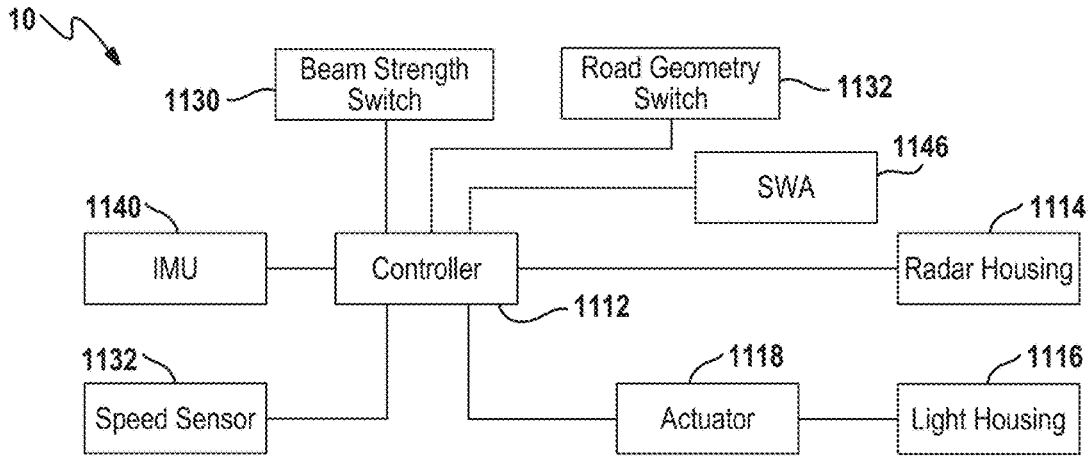 10
Beam Strength
Switch
1130
Road Geometry
Switch
1132
1146
SWA
1140
IMU
Controller
1112
1114
Radar Housing
1132
Speed Sensor
1118
Actuator
1116
Light Housing